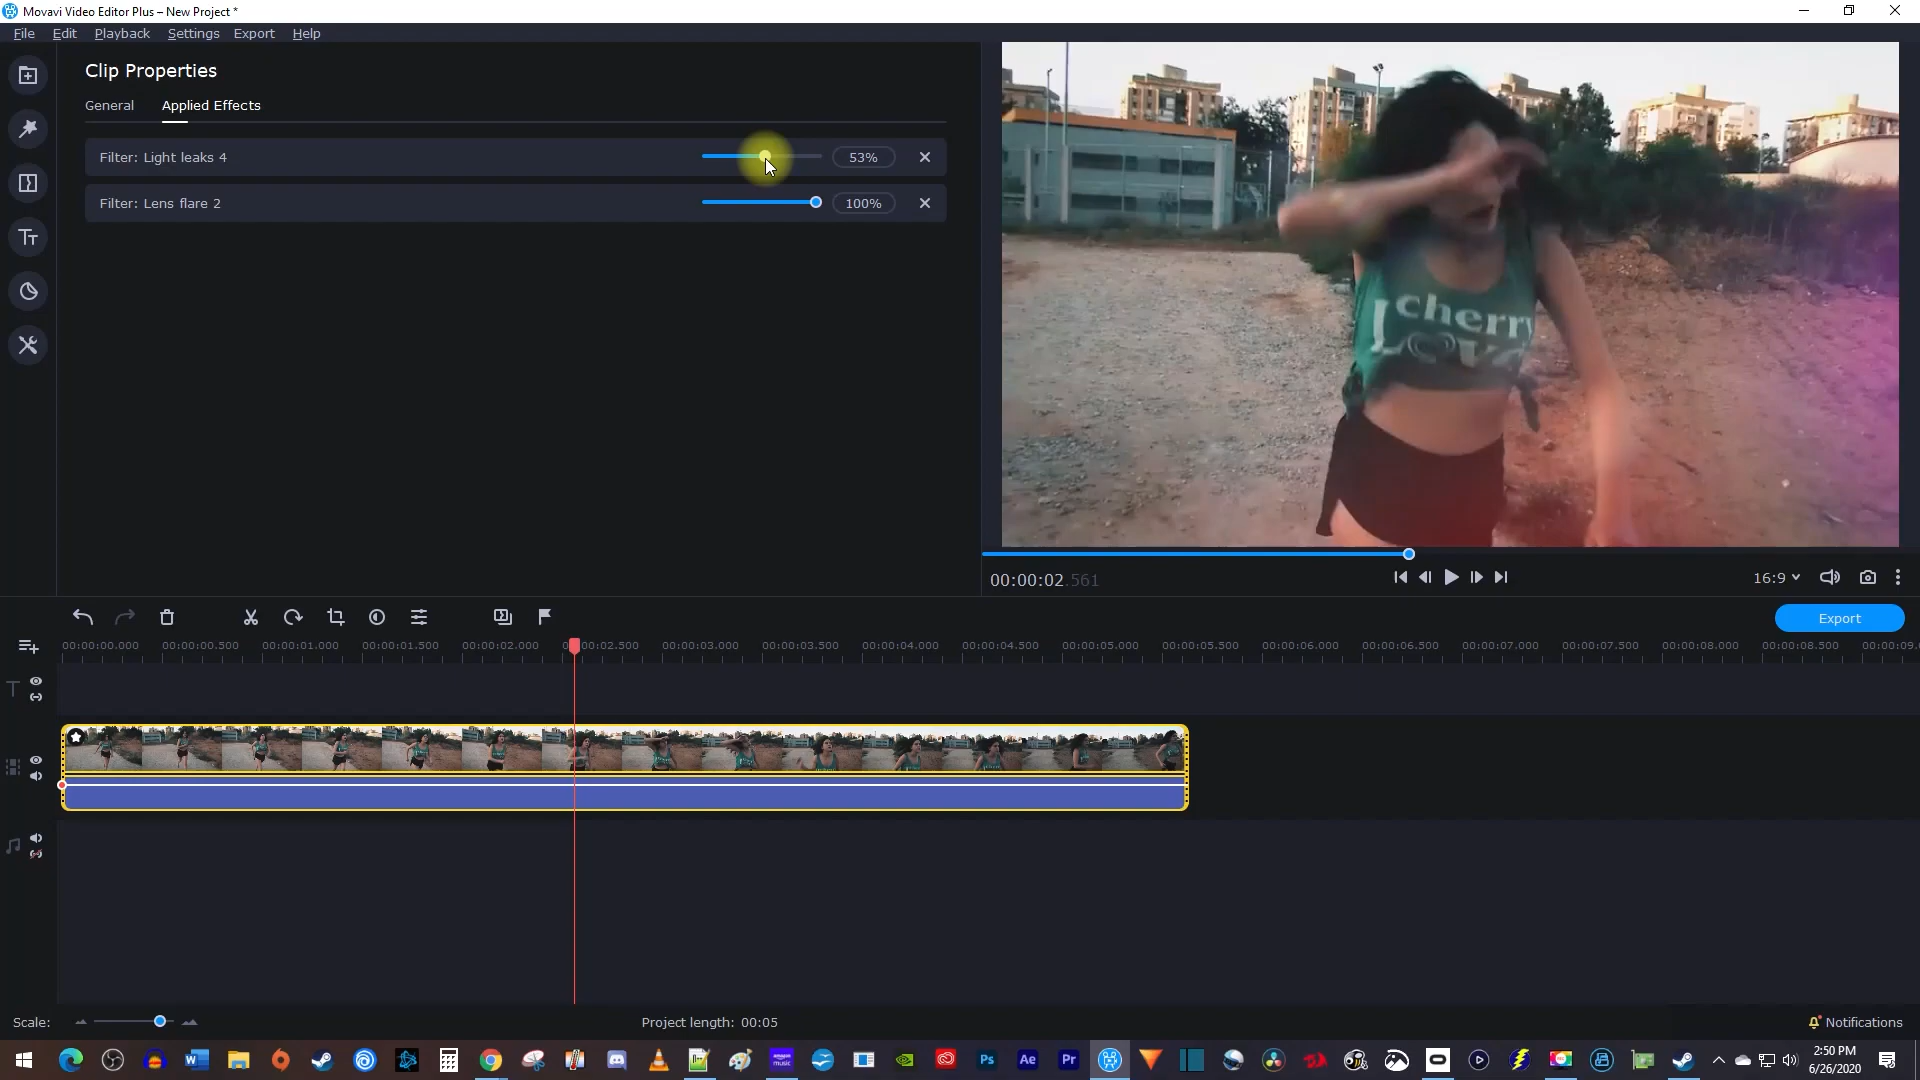 Movavi Video Editor Plus – New Project *
File Edit Playback Settings Export Help
Clip Properties
General Applied Effects
Filter: Light leaks 4 53%
Filter: Lens flare 2 100%
cherry
LOVE
00:00:02.561
16:9
Export
00:00:00.000 00:00:00.500 00:00:01.000 00:00:01.500 00:00:02.000 00:00:02.500 00:00:03.000 00:00:03.500 00:00:04.000 00:00:04.500 00:00:05.000 00:00:05.500 00:00:06.000 00:00:06.500 00:00:07.000 00:00:07.500 00:00:08.000 00:00:08.500 00:00:09.
Scale: Project length: 00:05 Notifications
Ps Ae Pr
2:50 PM
6/26/2020